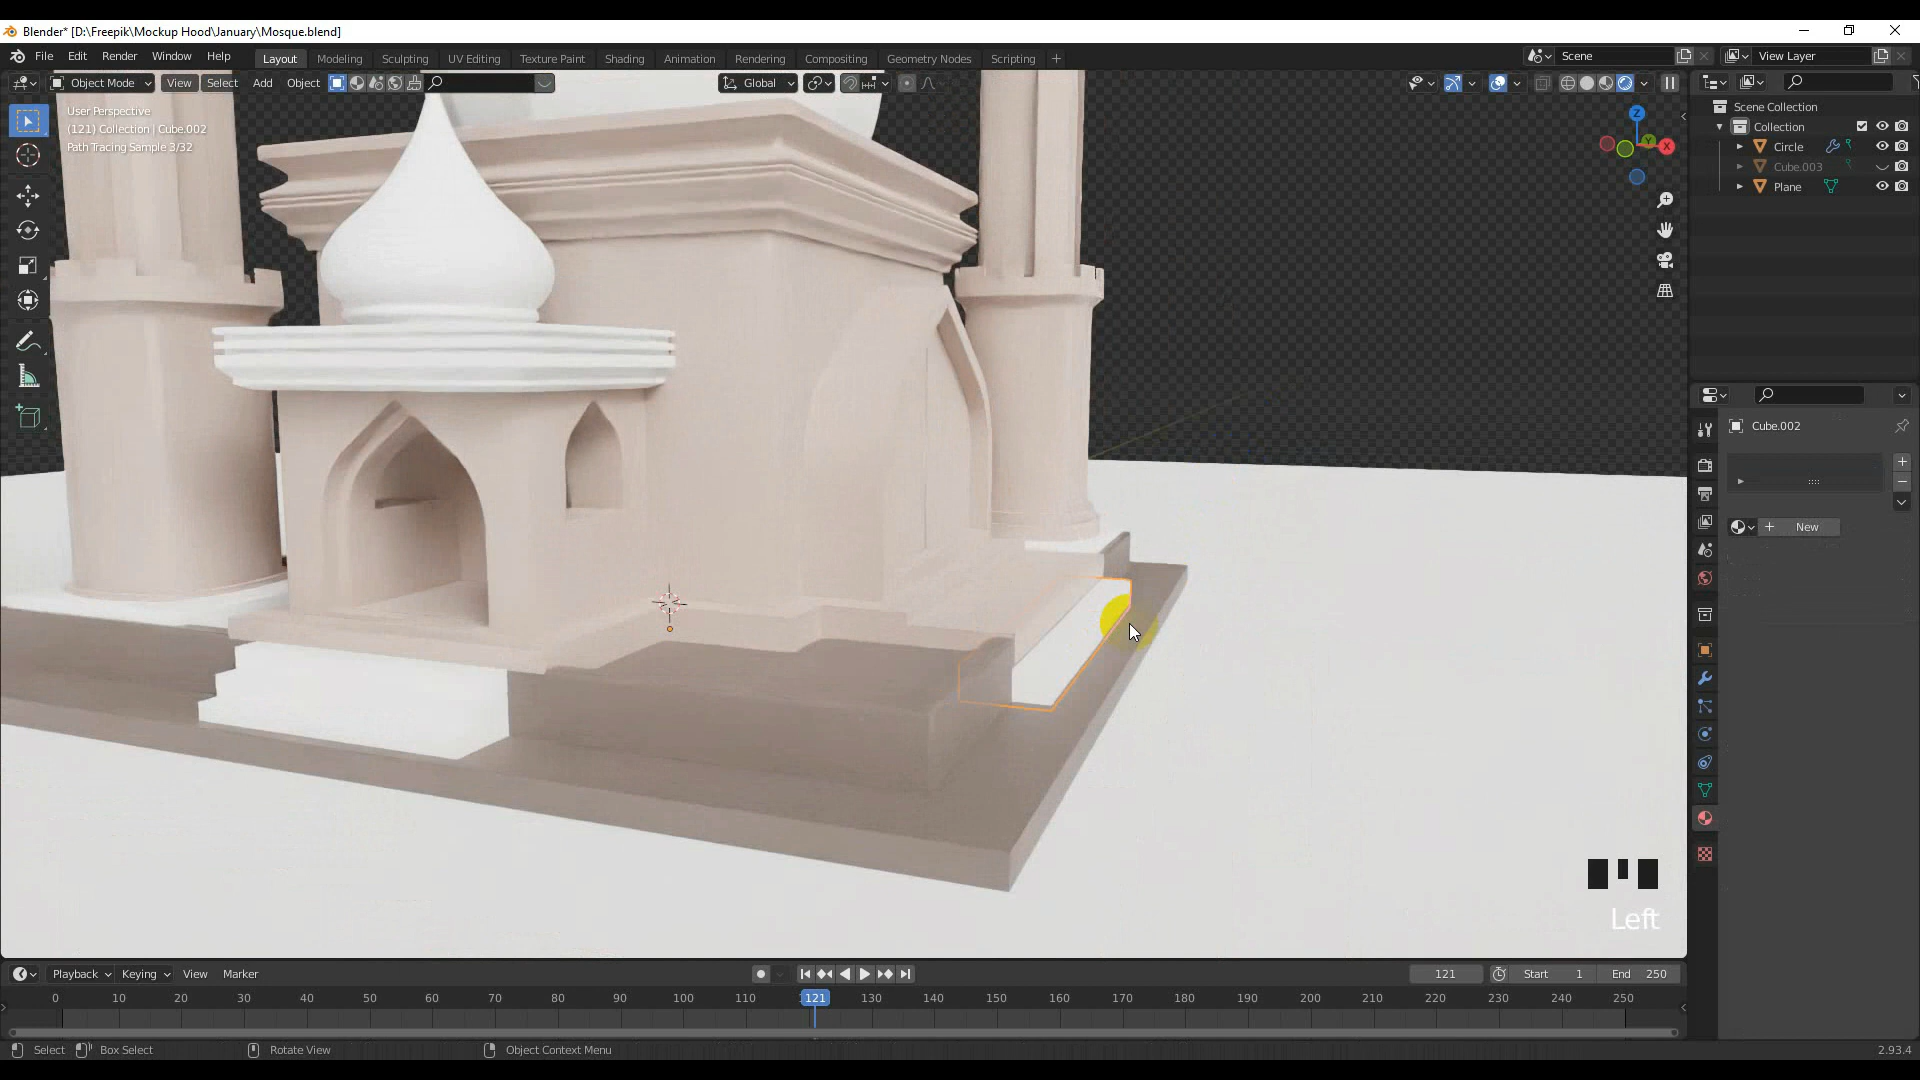 Blender* [D:\Freepik\Mockup Hood\January\Mosque.blend]
File Edit Render Window Help
Layout Modeling Sculpting UV Editing Texture Paint Shading Animation Rendering Compositing Geometry Nodes Scripting +
Scene
View Layer
Object Mode View Select Add Object
Global
User Perspective
(121) Collection | Cube.002
Path Tracing Sample 3/32
Z
Y
X
Scene Collection
Collection
Circle
Cube.003
Plane
Cube.002
New
Left
Playback Keying View Marker
121 Start 1 End 250
0 10 20 30 40 50 60 70 80 90 100 110 121 130 140 150 160 170 180 190 200 210 220 230 240 250
Select Box Select Rotate View Object Context Menu
2.93.4